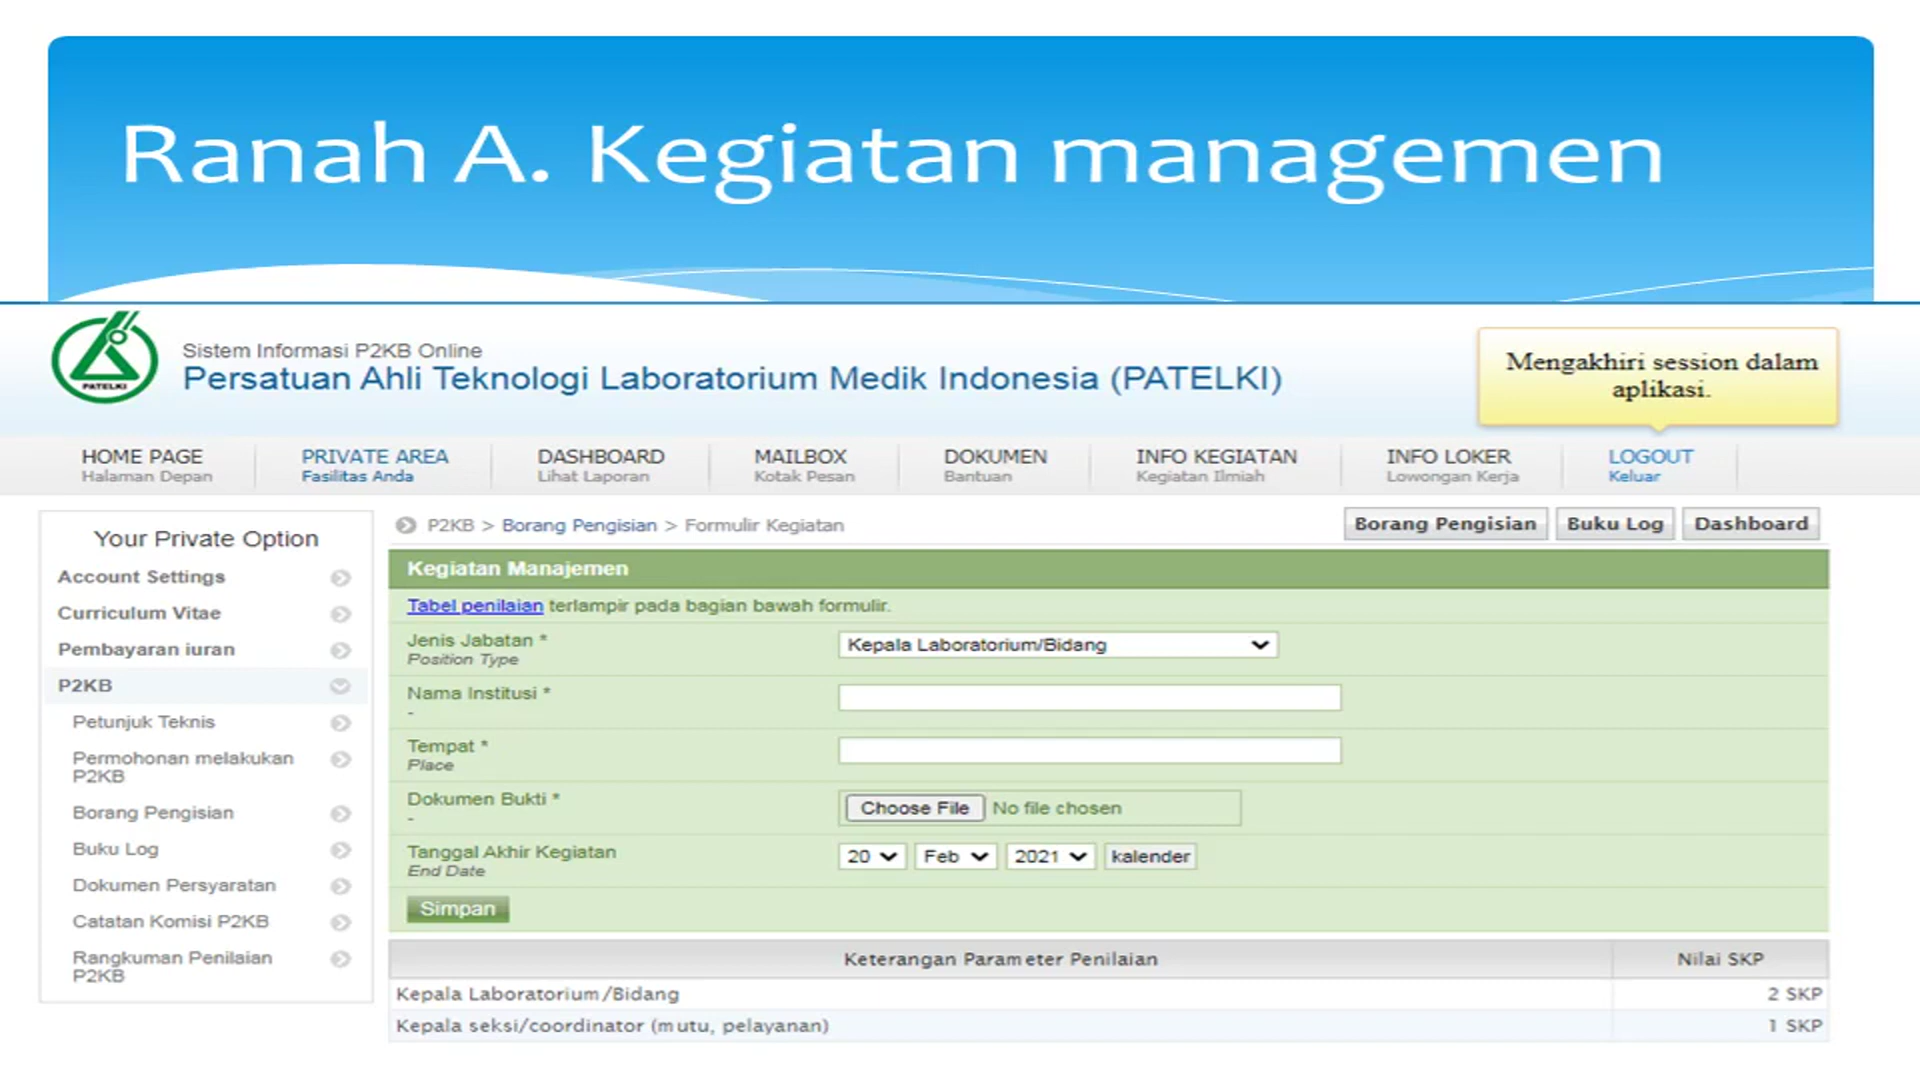 Ranah A. Kegiatan managemen
PATELKI
Sistem Informasi P2KB Online
Persatuan Ahli Teknologi Laboratorium Medik Indonesia (PATELKI)
Mengakhiri session dalam
aplikasi.
HOME PAGE PRIVATE AREA DASHBOARD MAILBOX DOKUMEN INFO KEGIATAN INFO LOKER LOGOUT
Halaman Depan Fasilitas Anda Lihat Laporan Kotak Pesan Bantuan Kegiatan Ilmiah Lowongan Kerja Keluar
Your Private Option
Account Settings
Curriculum Vitae
Pembayaran iuran
P2KB
Petunjuk Teknis
Permohonan melakukan
P2KB
Borang Pengisian
Buku Log
Dokumen Persyaratan
Catatan Komisi P2KB
Rangkuman Penilaian
P2KB
P2KB > Borang Pengisian > Formulir Kegiatan
Borang Pengisian Buku Log Dashboard
Kegiatan Manajemen
Tabel penilaian terlampir pada bagian bawah formulir.
Jenis Jabatan * Kepala Laboratorium/Bidang
Position Type
Nama Institusi *
-
Tempat *
Place
Dokumen Bukti * Choose File No file chosen
-
Tanggal Akhir Kegiatan 20 Feb 2021 kalender
End Date
Simpan
Keterangan Parameter Penilaian Nilai SKP
Kepala Laboratorium/Bidang 2 SKP
Kepala seksi/coordinator (mutu, pelayanan) 1 SKP